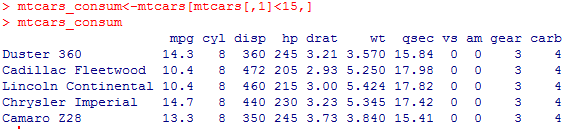 > mtcars_consum<-mtcars[mtcars[,1]<15,]
> mtcars_consum
                     mpg cyl disp  hp drat    wt  qsec vs am gear carb
Duster 360          14.3   8  360 245 3.21 3.570 15.84  0  0    3    4
Cadillac Fleetwood  10.4   8  472 205 2.93 5.250 17.98  0  0    3    4
Lincoln Continental 10.4   8  460 215 3.00 5.424 17.82  0  0    3    4
Chrysler Imperial   14.7   8  440 230 3.23 5.345 17.42  0  0    3    4
Camaro Z28          13.3   8  350 245 3.73 3.840 15.41  0  0    3    4